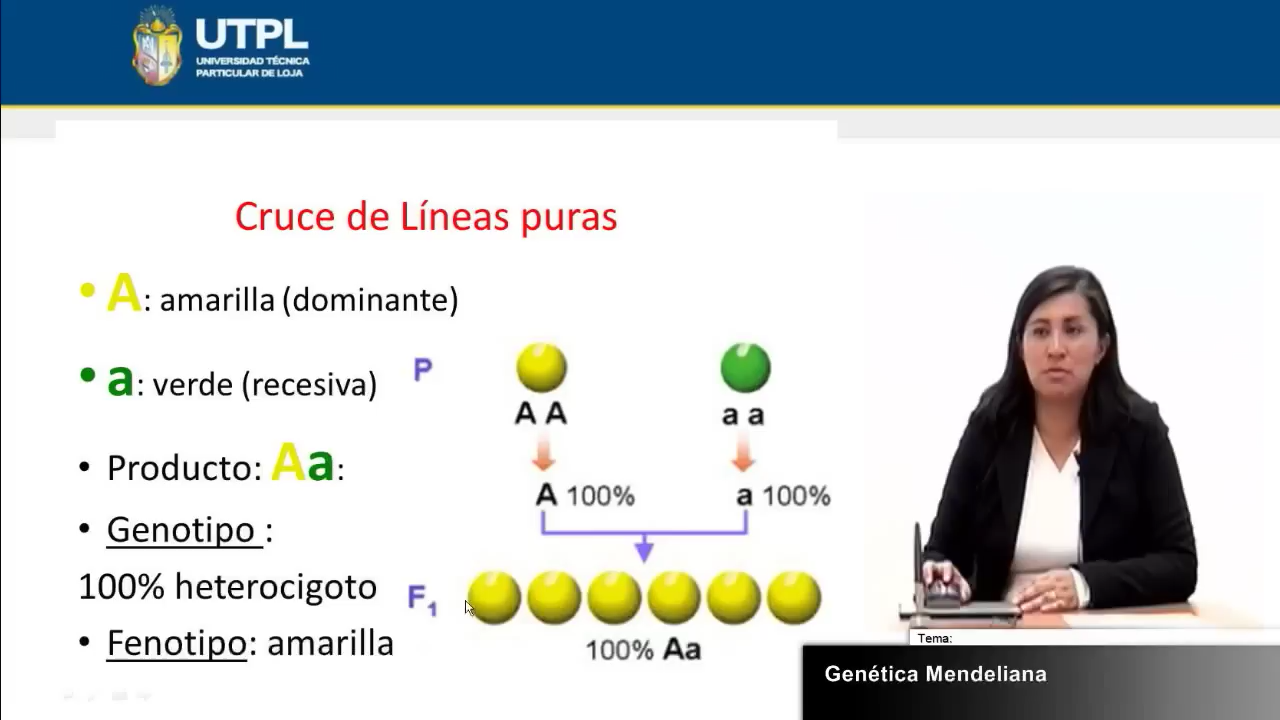 UTPL
UNIVERSIDAD TÉCNICA
PARTICULAR DE LOJA
Cruce de Líneas puras
• A: amarilla (dominante)
• a: verde (recesiva)
• Producto: Aa:
• Genotipo :
100% heterocigoto
• Fenotipo: amarilla
P
A A
a a
A 100%
a 100%
F1
100% Aa
Tema:
Genética Mendeliana